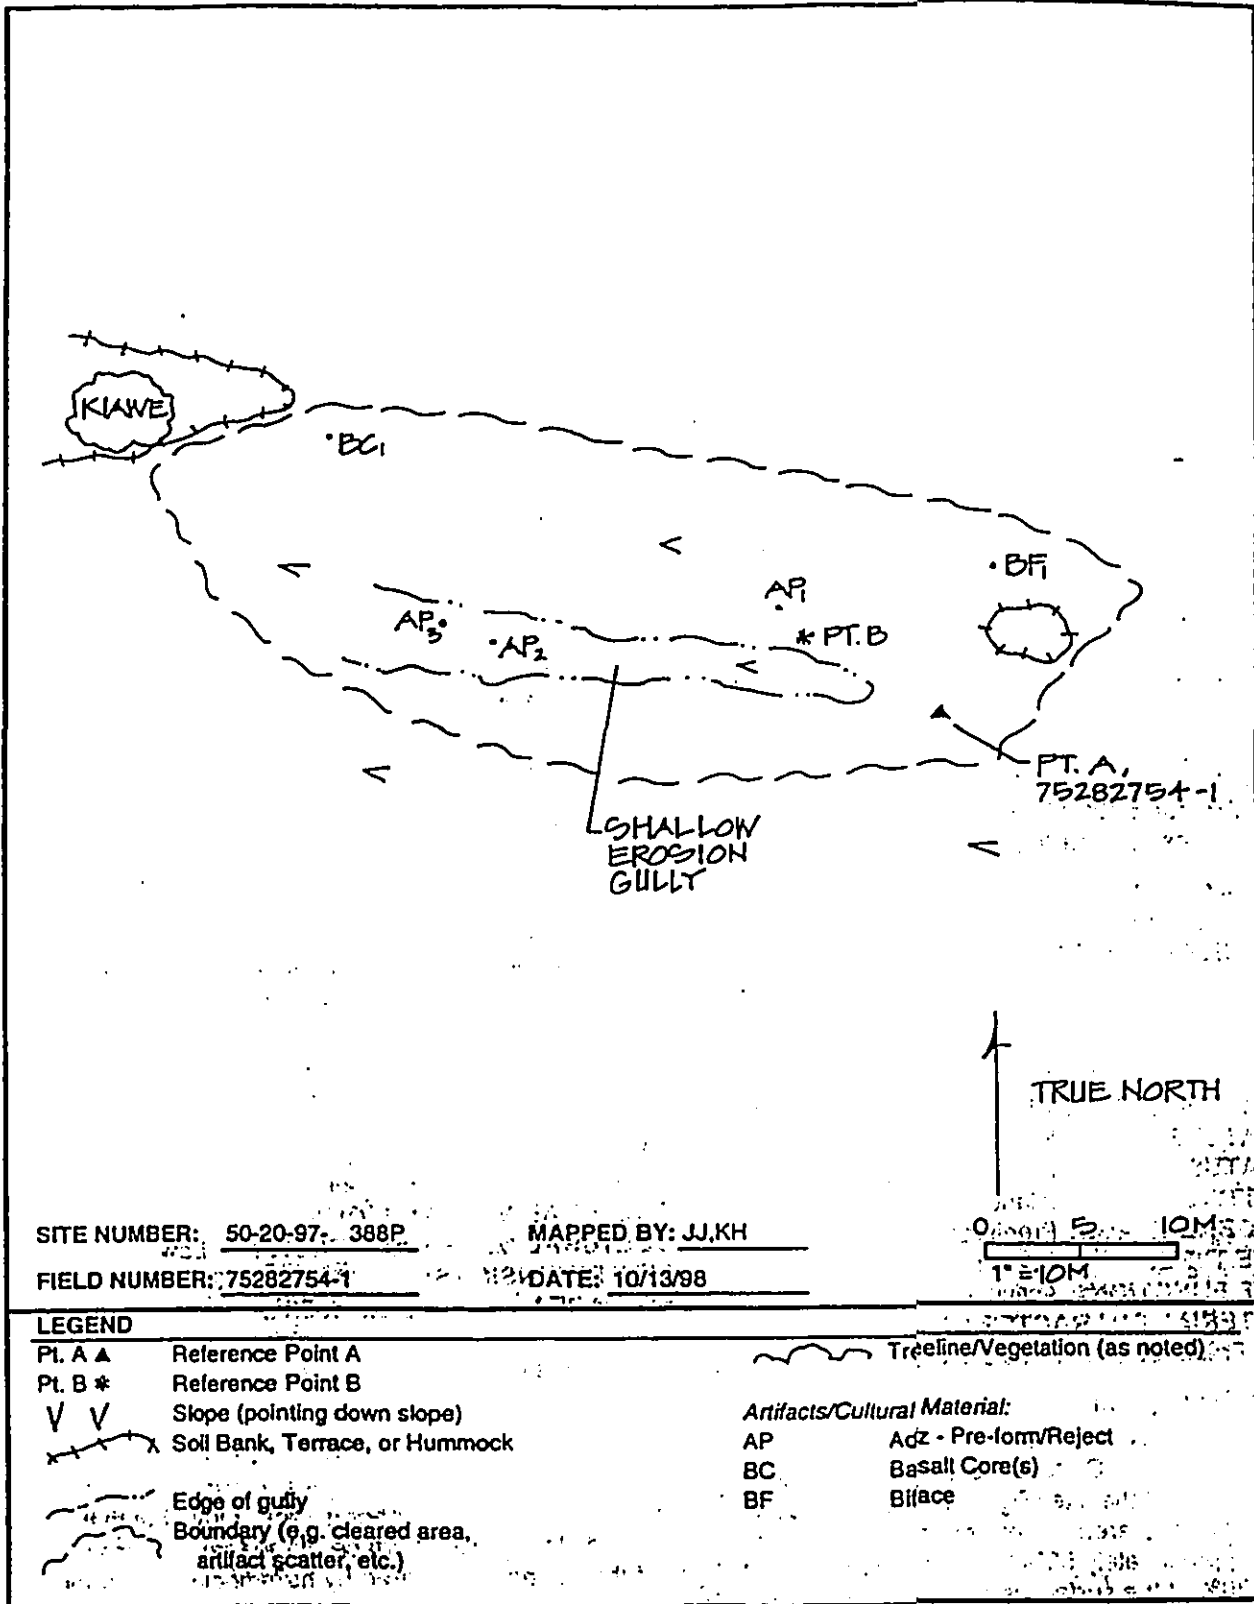 KIAWE
BC1
BF1
AP1
AP3
AP2
PT. B
PT. A,
75282754-1
SHALLOW
EROSION
GULLY
TRUE NORTH
0 5 10M
1" = 10M
SITE NUMBER: 50-20-97- 388P
MAPPED BY: JJ,KH
FIELD NUMBER: 75282754-1
DATE: 10/13/98
LEGEND
Pt. A ▲ Reference Point A
Pt. B * Reference Point B
Slope (pointing down slope)
Soil Bank, Terrace, or Hummock
Edge of gully
Boundary (e.g. cleared area,
artifact scatter, etc.)
Treeline/Vegetation (as noted)
Artifacts/Cultural Material:
AP Adz - Pre-form/Reject
BC Basalt Core(s)
BF Biface